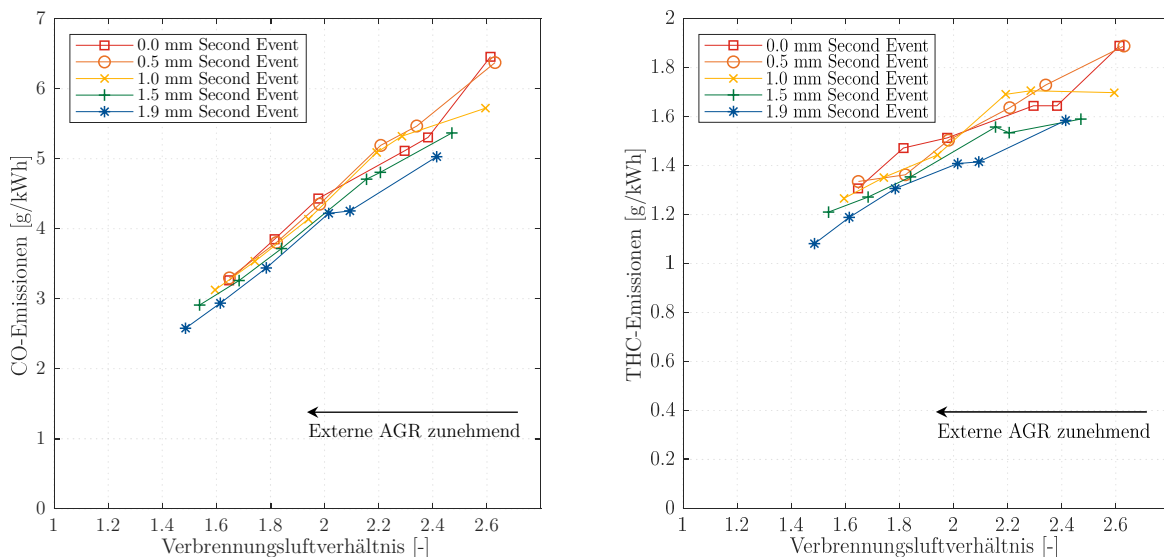 7
6
5
4
3
2
1
0
CO-Emissionen [g/kWh]
0.0 mm Second Event
0.5 mm Second Event
1.0 mm Second Event
1.5 mm Second Event
1.9 mm Second Event
Externe AGR zunehmend
1 1.2 1.4 1.6 1.8 2 2.2 2.4 2.6
Verbrennungsluftverhältnis [-]
2
1.8
1.6
1.4
1.2
1
0.8
0.6
0.4
0.2
0
THC-Emissionen [g/kWh]
0.0 mm Second Event
0.5 mm Second Event
1.0 mm Second Event
1.5 mm Second Event
1.9 mm Second Event
Externe AGR zunehmend
1 1.2 1.4 1.6 1.8 2 2.2 2.4 2.6
Verbrennungsluftverhältnis [-]